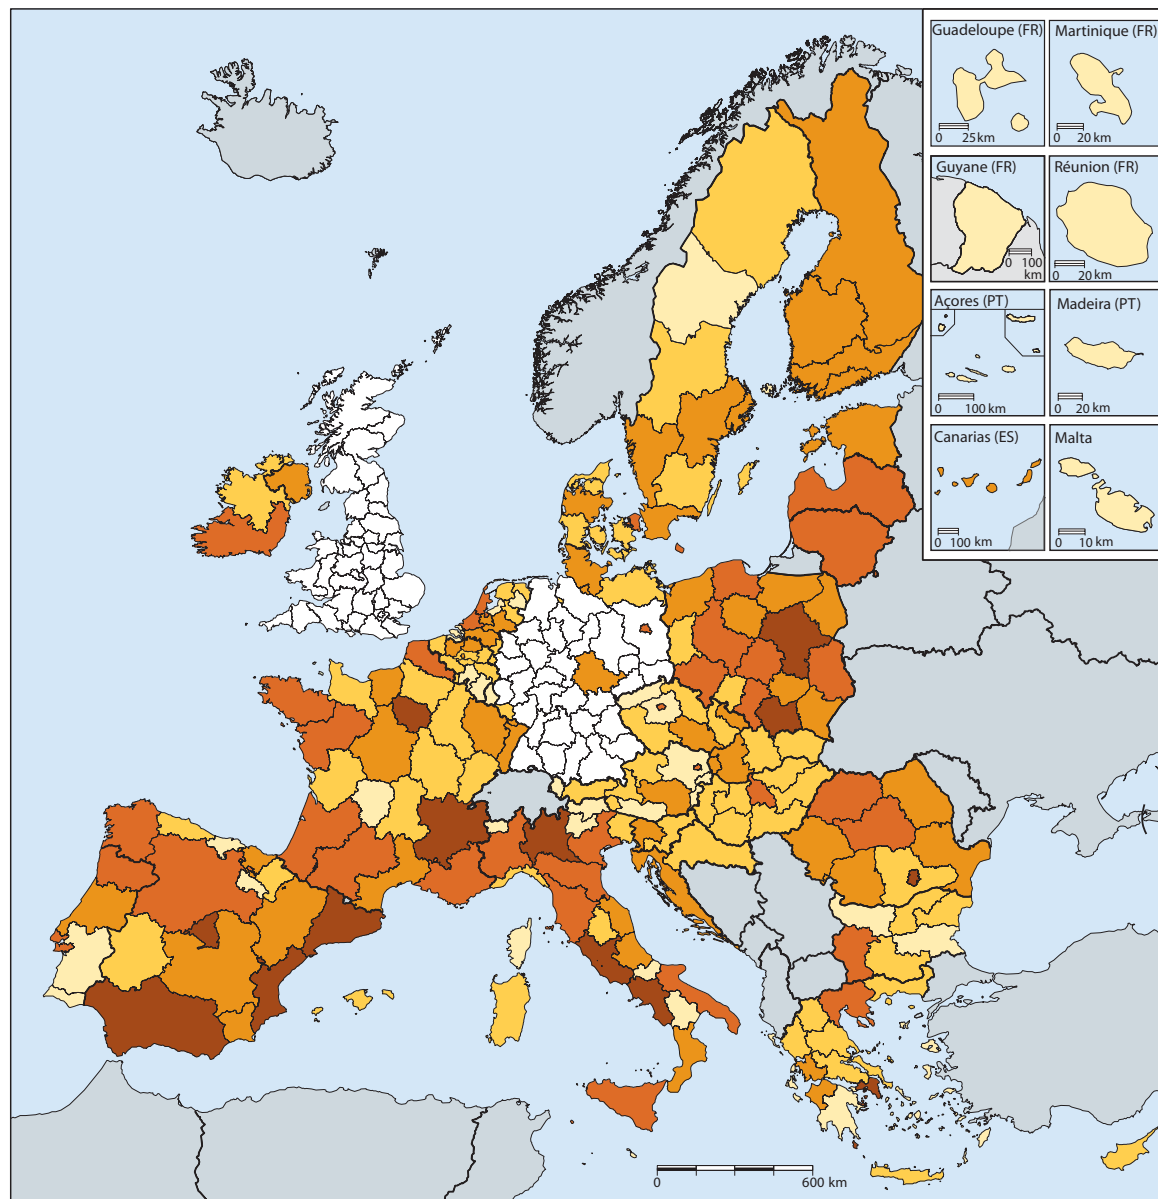 Guadeloupe (FR)
Martinique (FR)
0 25 km
0 20 km
Guyane (FR)
Réunion (FR)
0 100
km
0 20 km
Açores (PT)
Madeira (PT)
0 100 km
0 20 km
Canarias (ES)
Malta
0 100 km
0 10 km
0 600 km